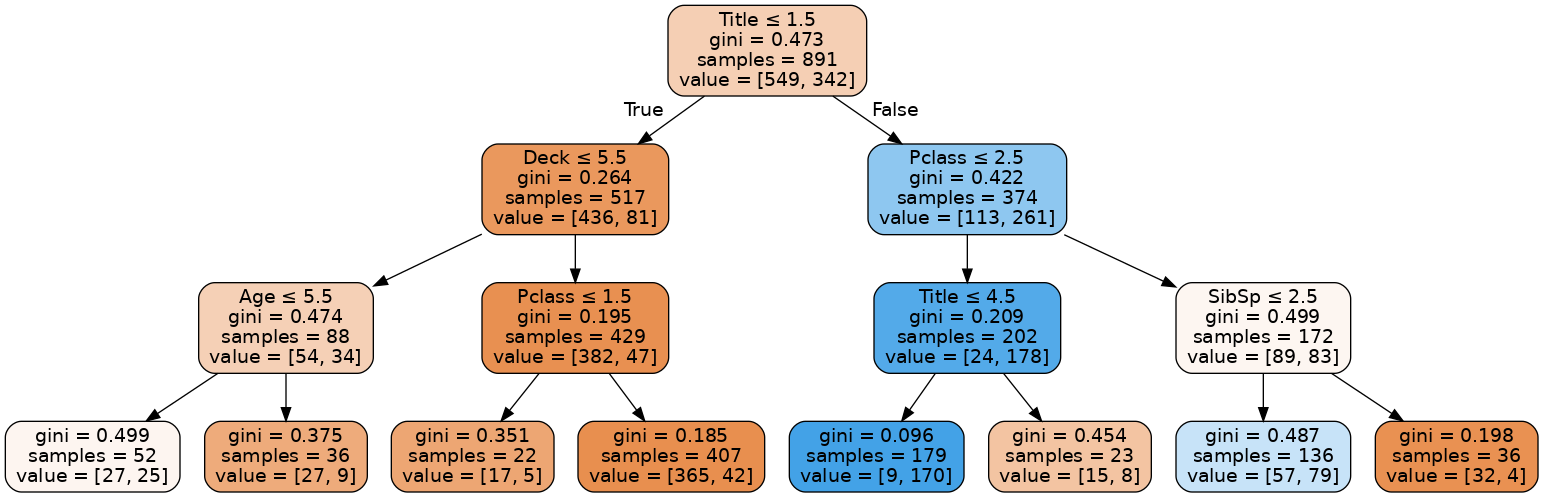 Title ≤ 1.5
gini = 0.473
samples = 891
value = [549, 342]
True
False
Deck ≤ 5.5
gini = 0.264
samples = 517
value = [436, 81]
Pclass ≤ 2.5
gini = 0.422
samples = 374
value = [113, 261]
Age ≤ 5.5
gini = 0.474
samples = 88
value = [54, 34]
Pclass ≤ 1.5
gini = 0.195
samples = 429
value = [382, 47]
Title ≤ 4.5
gini = 0.209
samples = 202
value = [24, 178]
SibSp ≤ 2.5
gini = 0.499
samples = 172
value = [89, 83]
gini = 0.499
samples = 52
value = [27, 25]
gini = 0.375
samples = 36
value = [27, 9]
gini = 0.351
samples = 22
value = [17, 5]
gini = 0.185
samples = 407
value = [365, 42]
gini = 0.096
samples = 179
value = [9, 170]
gini = 0.454
samples = 23
value = [15, 8]
gini = 0.487
samples = 136
value = [57, 79]
gini = 0.198
samples = 36
value = [32, 4]